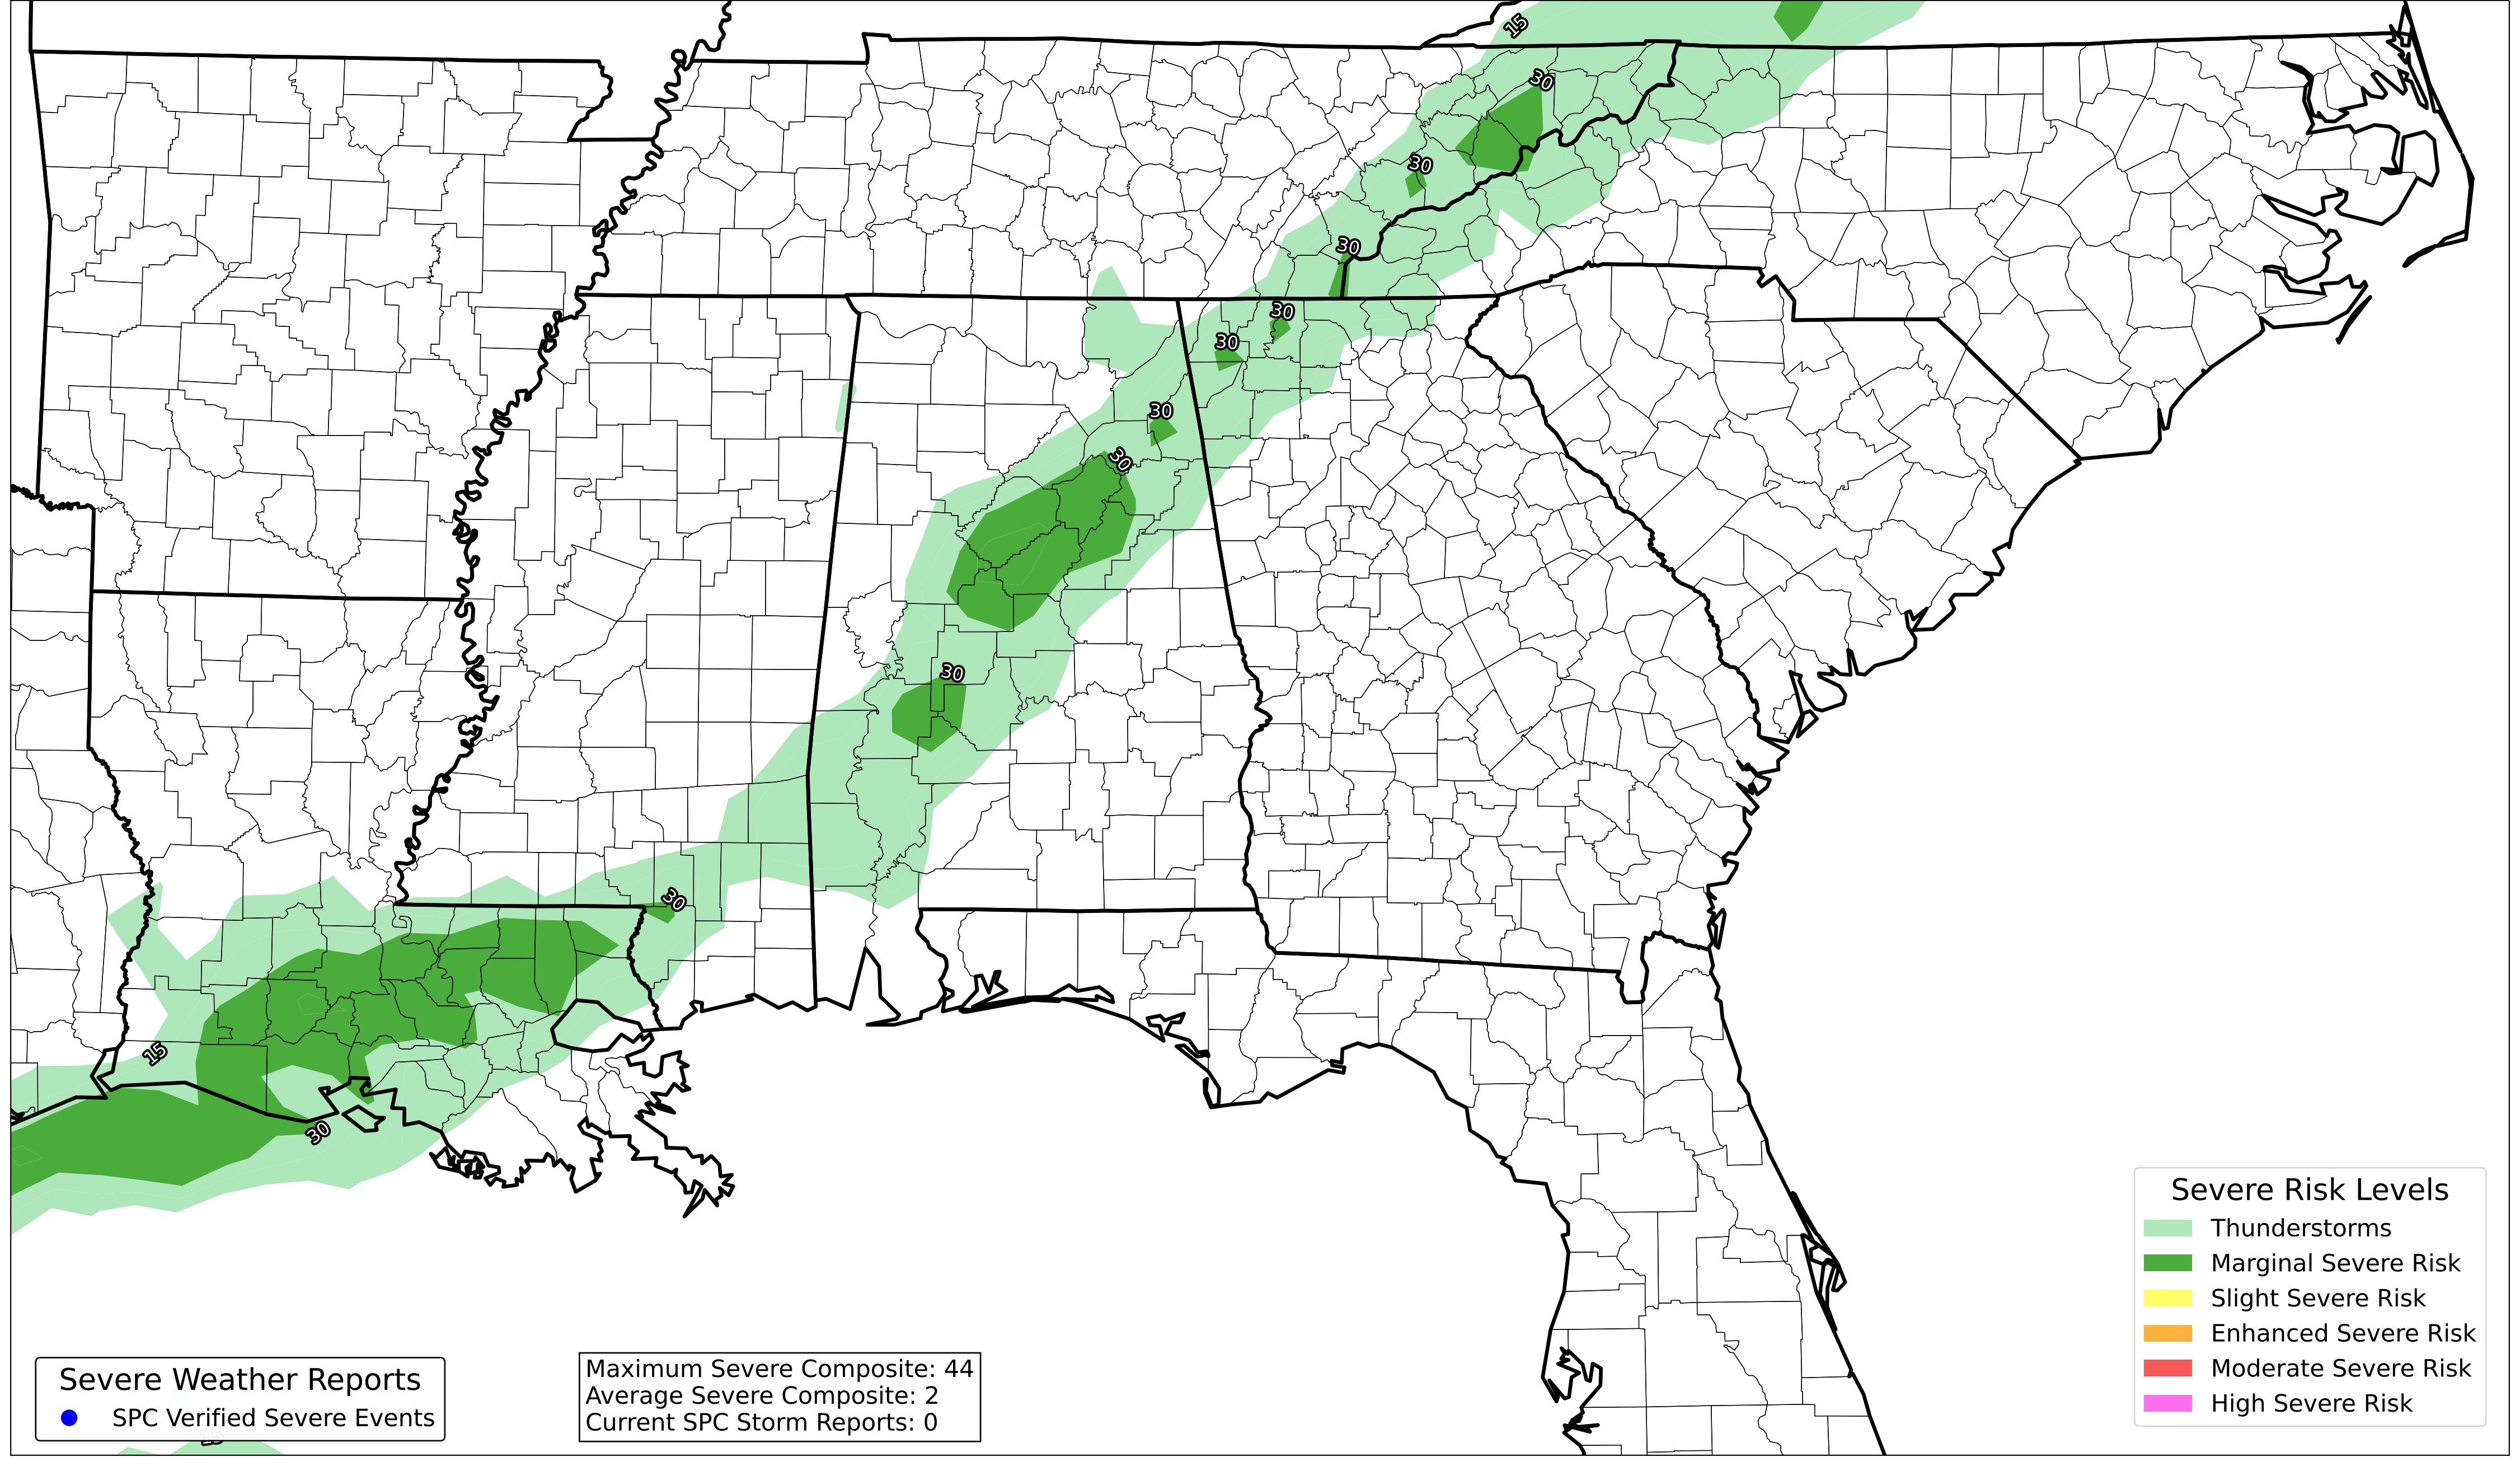 15
30
30
30
30
30
30
30
30
30
15
30
Severe Risk Levels
Thunderstorms
Marginal Severe Risk
Slight Severe Risk
Enhanced Severe Risk
Moderate Severe Risk
High Severe Risk
Severe Weather Reports
SPC Verified Severe Events
Maximum Severe Composite: 44
Average Severe Composite: 2
Current SPC Storm Reports: 0